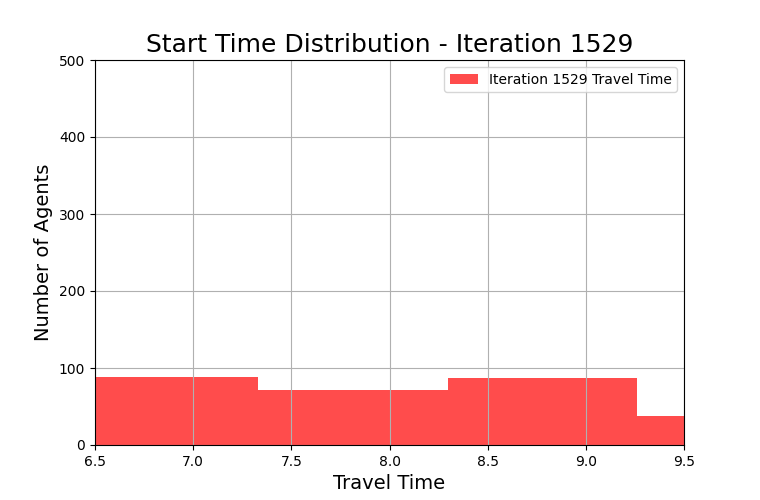 Start Time Distribution - Iteration 1529
500
400
300
200
100
0
Number of Agents
Iteration 1529 Travel Time
6.5 7.0 7.5 8.0 8.5 9.0 9.5
Travel Time